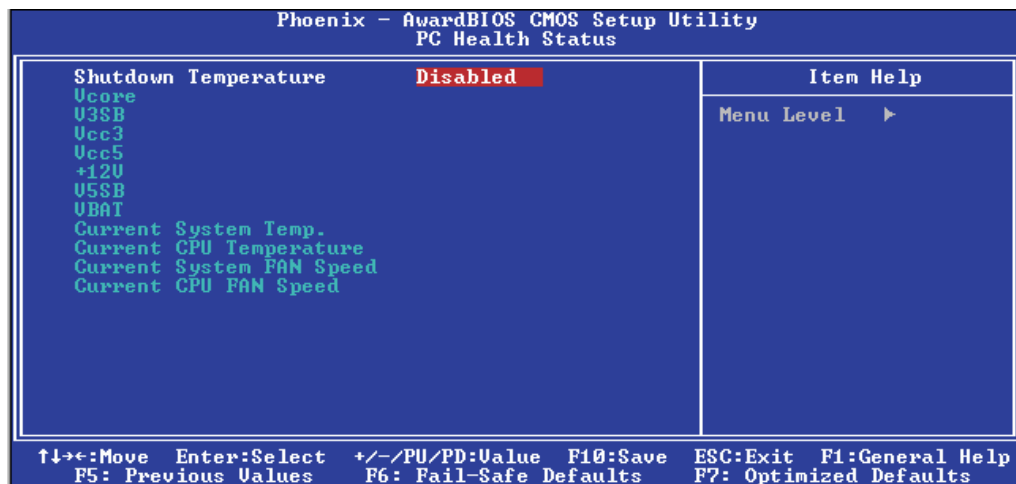 Phoenix - AwardBIOS CMOS Setup Utility
PC Health Status
Shutdown Temperature Disabled
Vcore
V3SB
Vcc3
Vcc5
+12V
V5SB
VBAT
Current System Temp.
Current CPU Temperature
Current System FAN Speed
Current CPU FAN Speed
Item Help
Menu Level ►
↑↓→←:Move Enter:Select +/-/PU/PD:Value F10:Save ESC:Exit F1:General Help
F5: Previous Values F6: Fail-Safe Defaults F7: Optimized Defaults